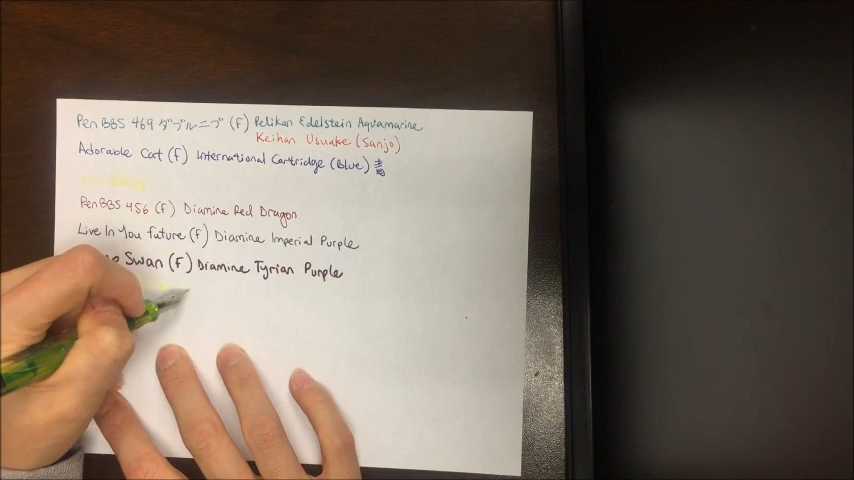 PenBBS 469 ダブルニブ (F) Pelikan Edelstein Aquamarine
Keihan Usuake (Sanjo)
Adorable Cat (F) International Cartridge (Blue) 青
PenBBS 456 (F) Diamine Red Dragon
Live In You future (F) Diamine Imperial Purple
Swan (F) Diamine Tyrian Purple